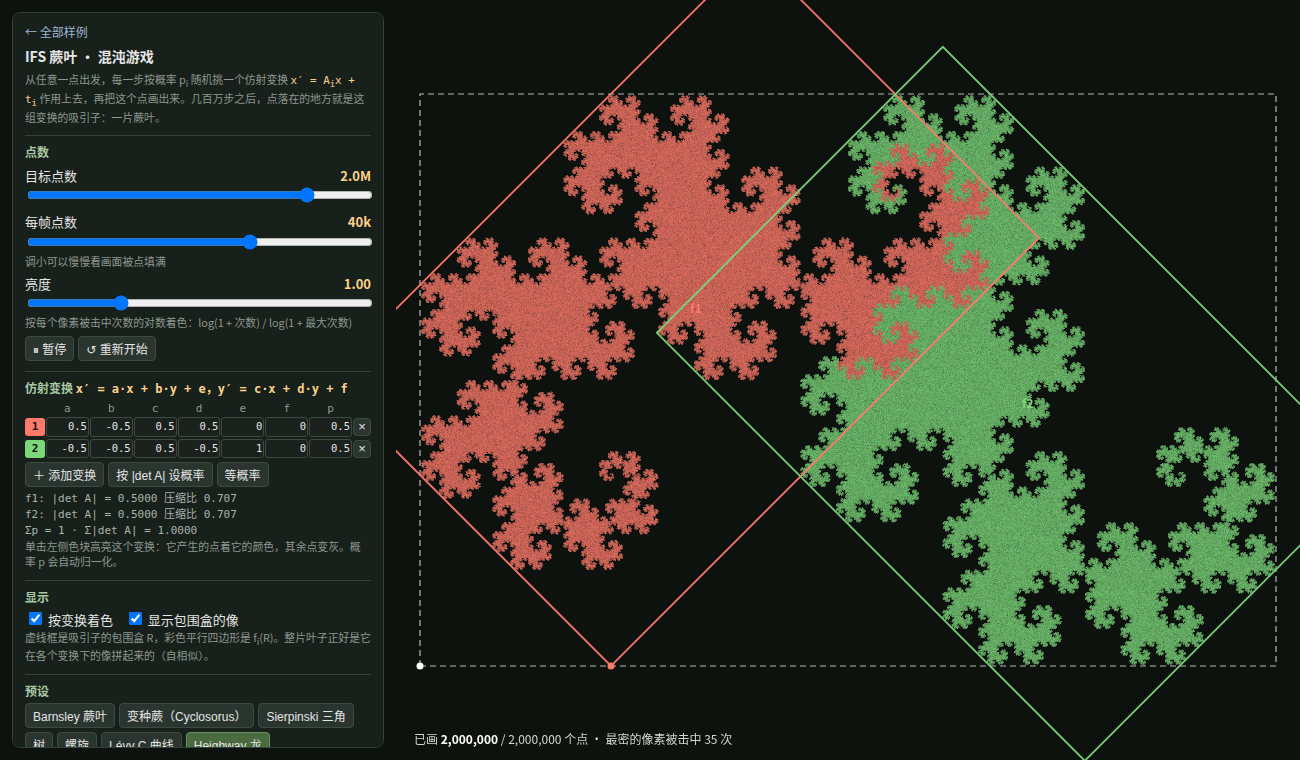 ← 全部样例
IFS 蕨叶 · 混沌游戏
从任意一点出发，每一步按概率 pᵢ 随机挑一个仿射变换 x′ = Aᵢx +
tᵢ 作用上去，再把这个点画出来。几百万步之后，点落在的地方就是这
组变换的吸引子：一片蕨叶。
点数
目标点数 2.0M
每帧点数 40k
调小可以慢慢看画面被点填满
亮度 1.00
按每个像素被击中次数的对数着色：log(1 + 次数) / log(1 + 最大次数)
⏸ 暂停 ↺ 重新开始
仿射变换 x′ = a·x + b·y + e, y′ = c·x + d·y + f
a b c d e f p
1 0.5 -0.5 0.5 0.5 0 0 0.5 ×
2 -0.5 -0.5 0.5 -0.5 1 0 0.5 ×
＋ 添加变换 按 |det A| 设概率 等概率
f1: |det A| = 0.5000 压缩比 0.707
f2: |det A| = 0.5000 压缩比 0.707
Σp = 1 · Σ|det A| = 1.0000
单击左侧色块高亮这个变换：它产生的点着它的颜色，其余点变灰。概
率 p 会自动归一化。
显示
按变换着色 显示包围盒的像
虚线框是吸引子的包围盒 R，彩色平行四边形是 fᵢ(R)。整片叶子正好是它
在各个变换下的像拼起来的（自相似）。
预设
Barnsley 蕨叶 变种蕨（Cyclosorus） Sierpinski 三角
树 螺旋 Lévy C 曲线 Heighway 龙
f1
f2
已画 2,000,000 / 2,000,000 个点 · 最密的像素被击中 35 次